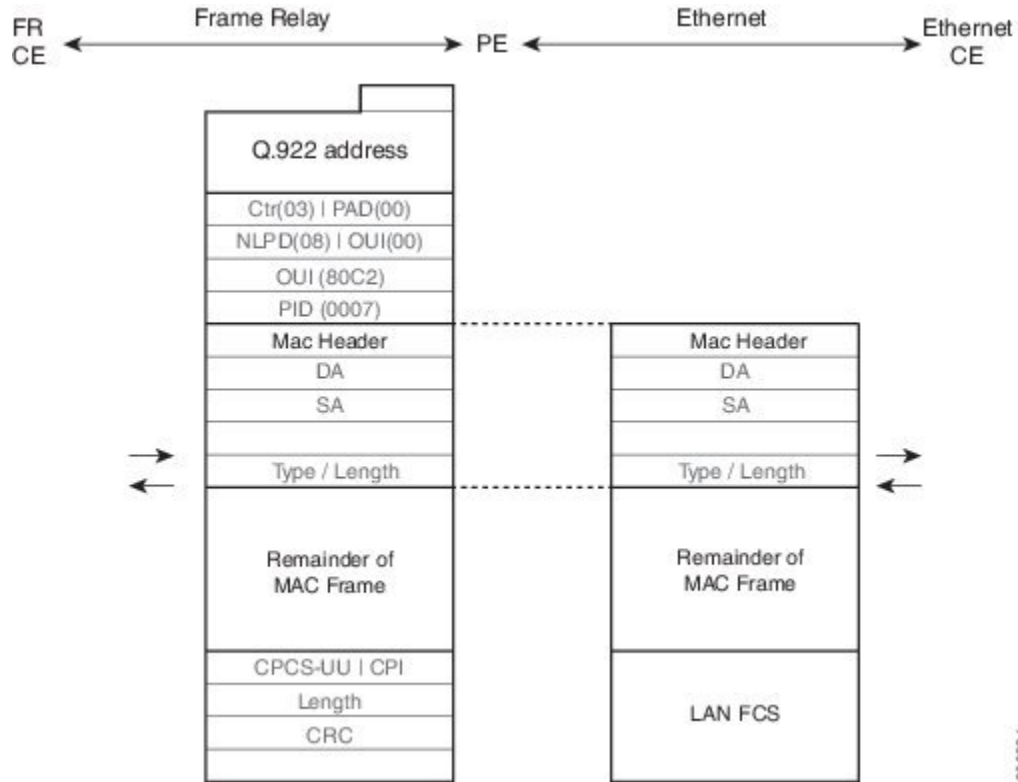 FR CE
Frame Relay
PE
Ethernet
Ethernet CE
Q.922 address
Ctr(03) | PAD(00)
NLPD(08) | OUI(00)
OUI (80C2)
PID (0007)
Mac Header
DA
SA
Type / Length
Remainder of
MAC Frame
CPCS-UU | CPI
Length
CRC
Mac Header
DA
SA
Type / Length
Remainder of
MAC Frame
LAN FCS